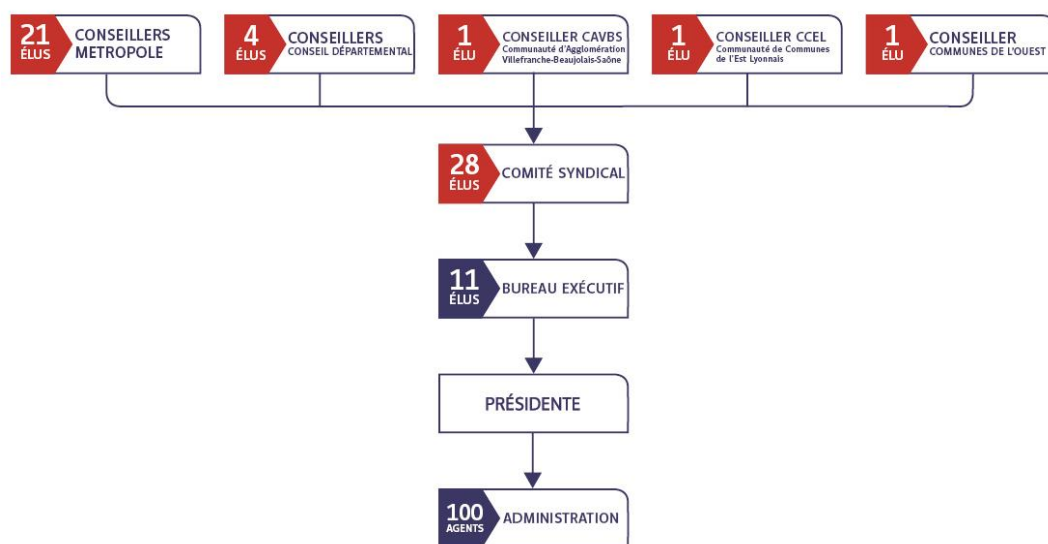 21
ÉLUS
CONSEILLERS
METROPOLE
4
ÉLUS
CONSEILLERS
CONSEIL DÉPARTEMENTAL
1
ÉLU
CONSEILLER CAVBS
Communauté d'Agglomération
Villefranche-Beaujolais-Saône
1
ÉLU
CONSEILLER CCEL
Communauté de Communes
de l'Est Lyonnais
1
ÉLU
CONSEILLER
COMMUNES DE L'OUEST
28
ÉLUS
COMITÉ SYNDICAL
11
ÉLUS
BUREAU EXÉCUTIF
PRÉSIDENTE
100
AGENTS
ADMINISTRATION